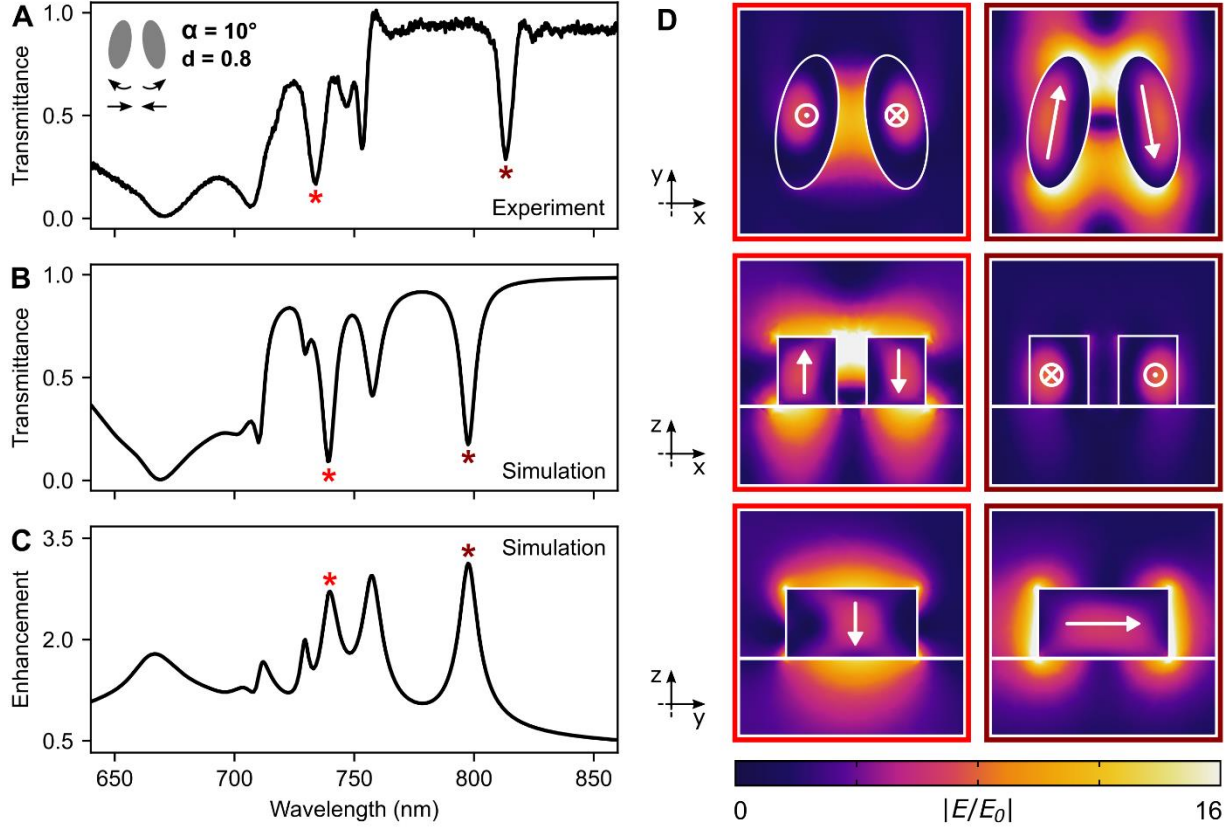 A
α = 10°
d = 0.8
1.0
0.5
0.0
Transmittance
*
*
Experiment
B
1.0
0.5
0.0
Transmittance
*
*
Simulation
C
3.5
2.0
0.5
Enhancement
*
*
Simulation
650
700
750
800
850
Wavelength (nm)
D
y
x
z
x
z
y
0
|E/E0|
16